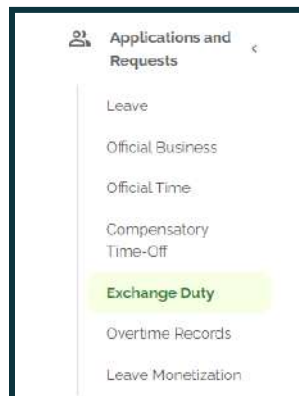 Applications and
Requests
Leave
Official Business
Official Time
Compensatory
Time-Off
Exchange Duty
Overtime Records
Leave Monetization